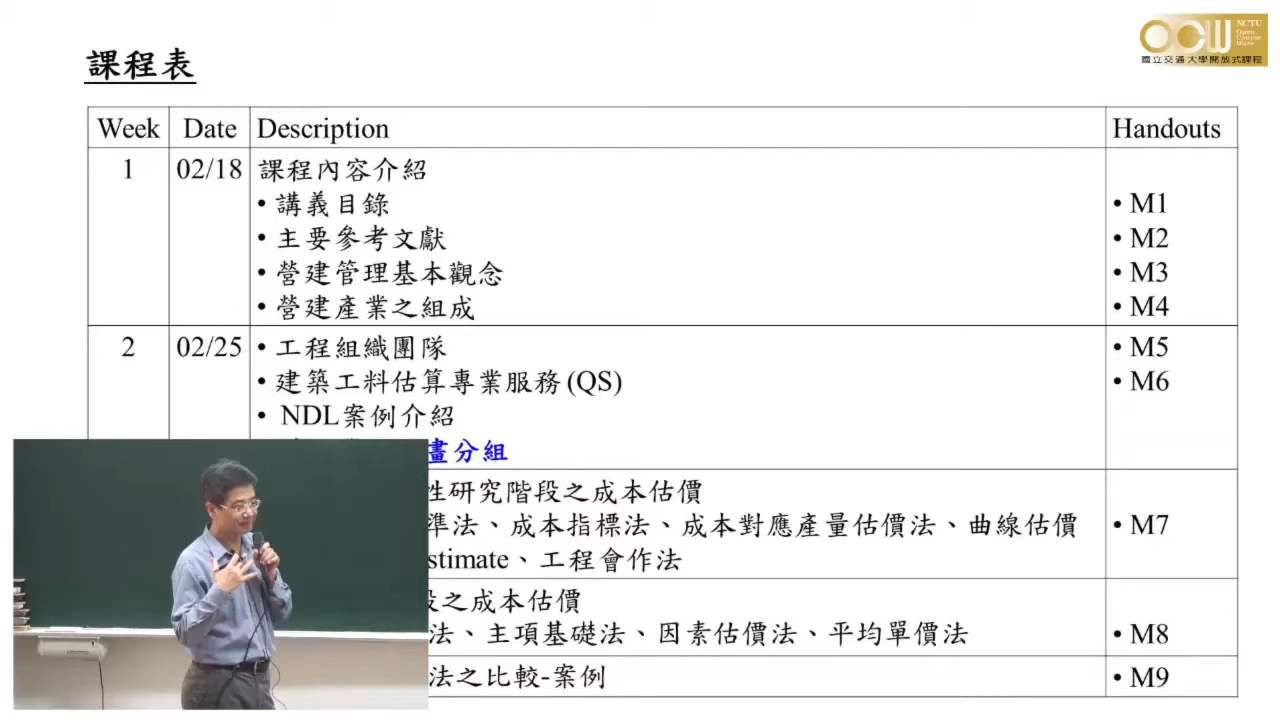 OCW
NCTU
Open
Course
Ware
國立交通大學開放式課程
課程表
Week Date Description Handouts
1 02/18 課程內容介紹
• 講義目錄 • M1
• 主要參考文獻 • M2
• 營建管理基本觀念 • M3
• 營建產業之組成 • M4
2 02/25 • 工程組織團隊 • M5
• 建築工料估算專業服務(QS) • M6
• NDL案例介紹
畫分組
性研究階段之成本估價
準法、成本指標法、成本對應產量估價法、曲線估價 • M7
stimate、工程會作法
之成本估價
法、主項基礎法、因素估價法、平均單價法 • M8
法之比較-案例 • M9